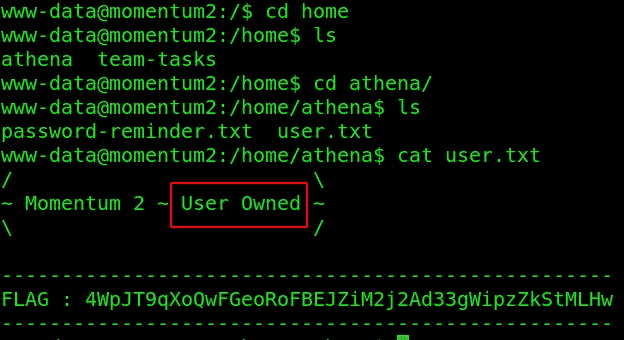 www-data@momentum2:/$ cd home
www-data@momentum2:/home$ ls
athena  team-tasks
www-data@momentum2:/home$ cd athena/
www-data@momentum2:/home/athena$ ls
password-reminder.txt  user.txt
www-data@momentum2:/home/athena$ cat user.txt
/                         \
~ Momentum 2 ~ User Owned ~
\                         /
---------------------------------------------------
FLAG : 4WpJT9qXoQwFGeoRoFBEJZiM2j2Ad33gWipzZkStMLHw
---------------------------------------------------